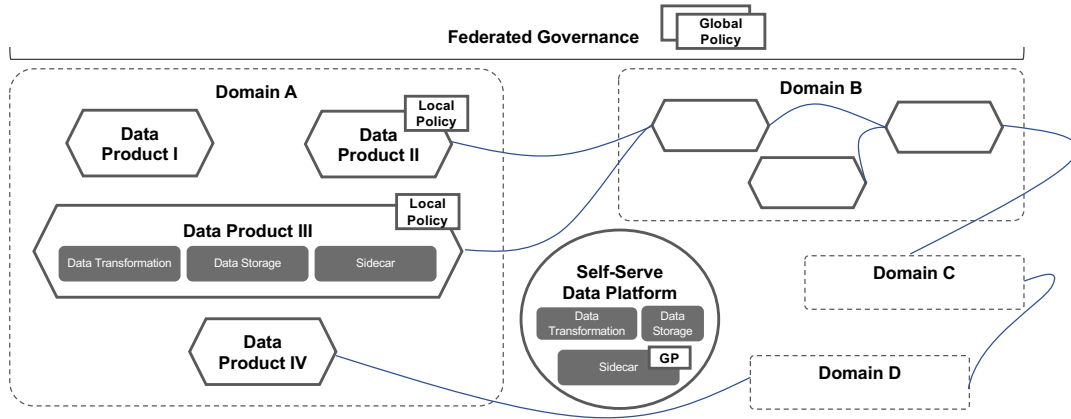 Federated Governance
Global
Policy
Domain A
Data
Product I
Data
Product II
Local
Policy
Data Product III
Local
Policy
Data Transformation
Data Storage
Sidecar
Data
Product IV
Self-Serve
Data Platform
Data
Transformation
Data
Storage
Sidecar
GP
Domain B
Domain C
Domain D